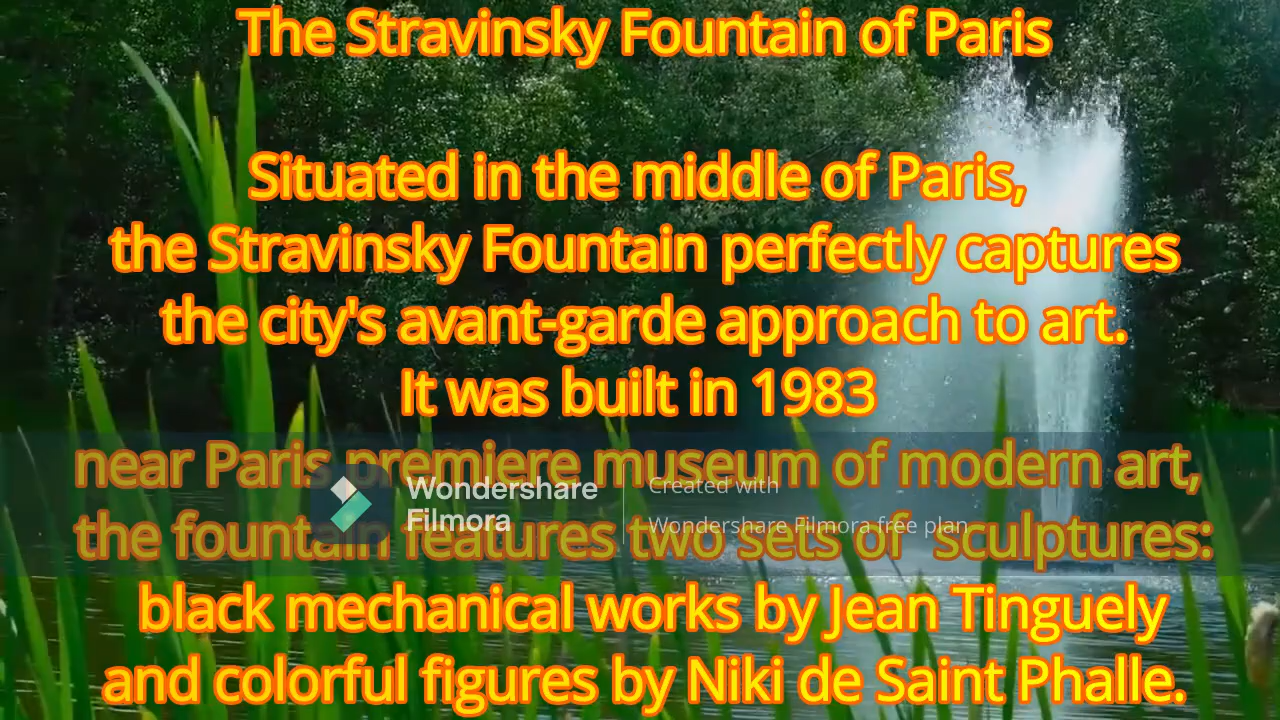 The Stravinsky Fountain of Paris
Situated in the middle of Paris,
the Stravinsky Fountain perfectly captures
the city's avant-garde approach to art.
It was built in 1983
near Paris premiere museum of modern art,
Wondershare
Filmora
Created with
Wondershare Filmora free plan
the fountain features two sets of sculptures:
black mechanical works by Jean Tinguely
and colorful figures by Niki de Saint Phalle.